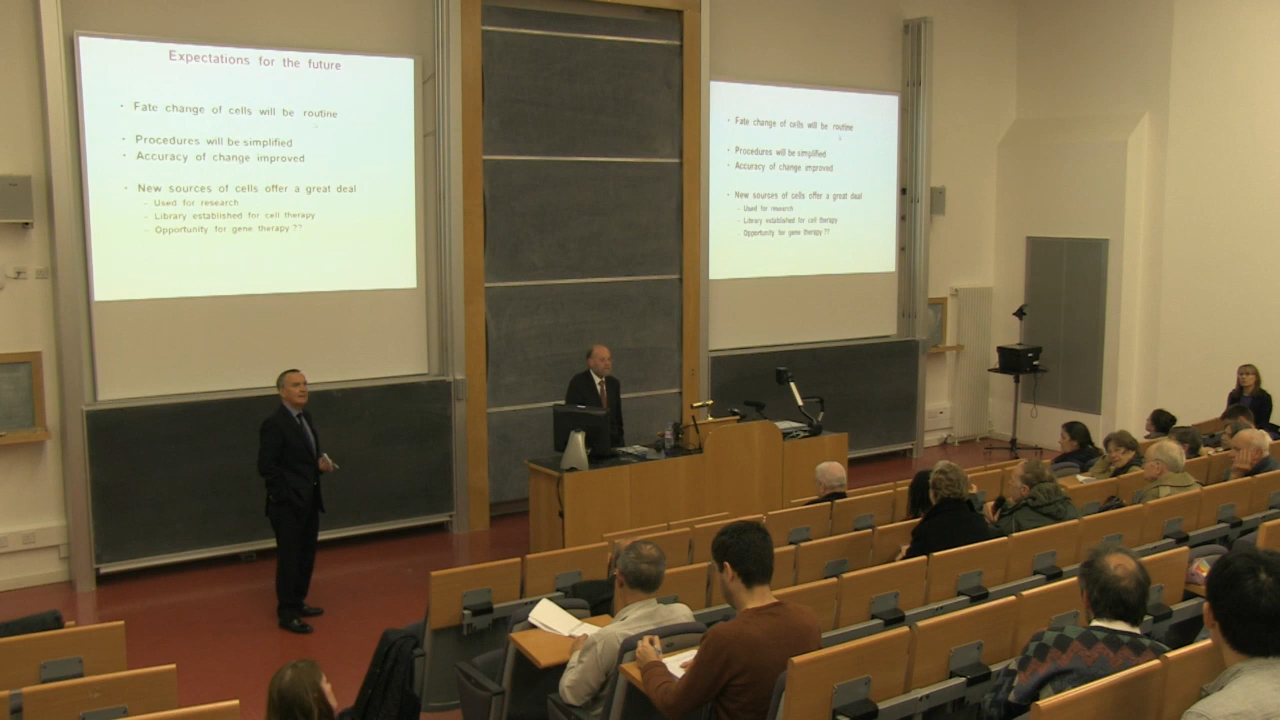 Expectations for the future
· Fate change of cells will be routine
· Procedures will be simplified
· Accuracy of change improved
· New sources of cells offer a great deal
- Used for research
- Library established for cell therapy
- Opportunity for gene therapy ??
· Fate change of cells will be routine
· Procedures will be simplified
· Accuracy of change improved
· New sources of cells offer a great deal
- Used for research
- Library established for cell therapy
- Opportunity for gene therapy ??